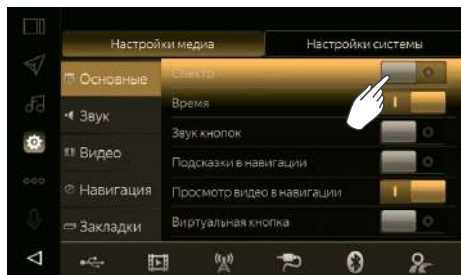 Настройки медиа
Настройки системы
Основные
Спектр
Время
Звук
Звук кнопок
Видео
Подсказки в навигации
Навигация
Просмотр видео в навигации
Закладки
Виртуальная кнопка